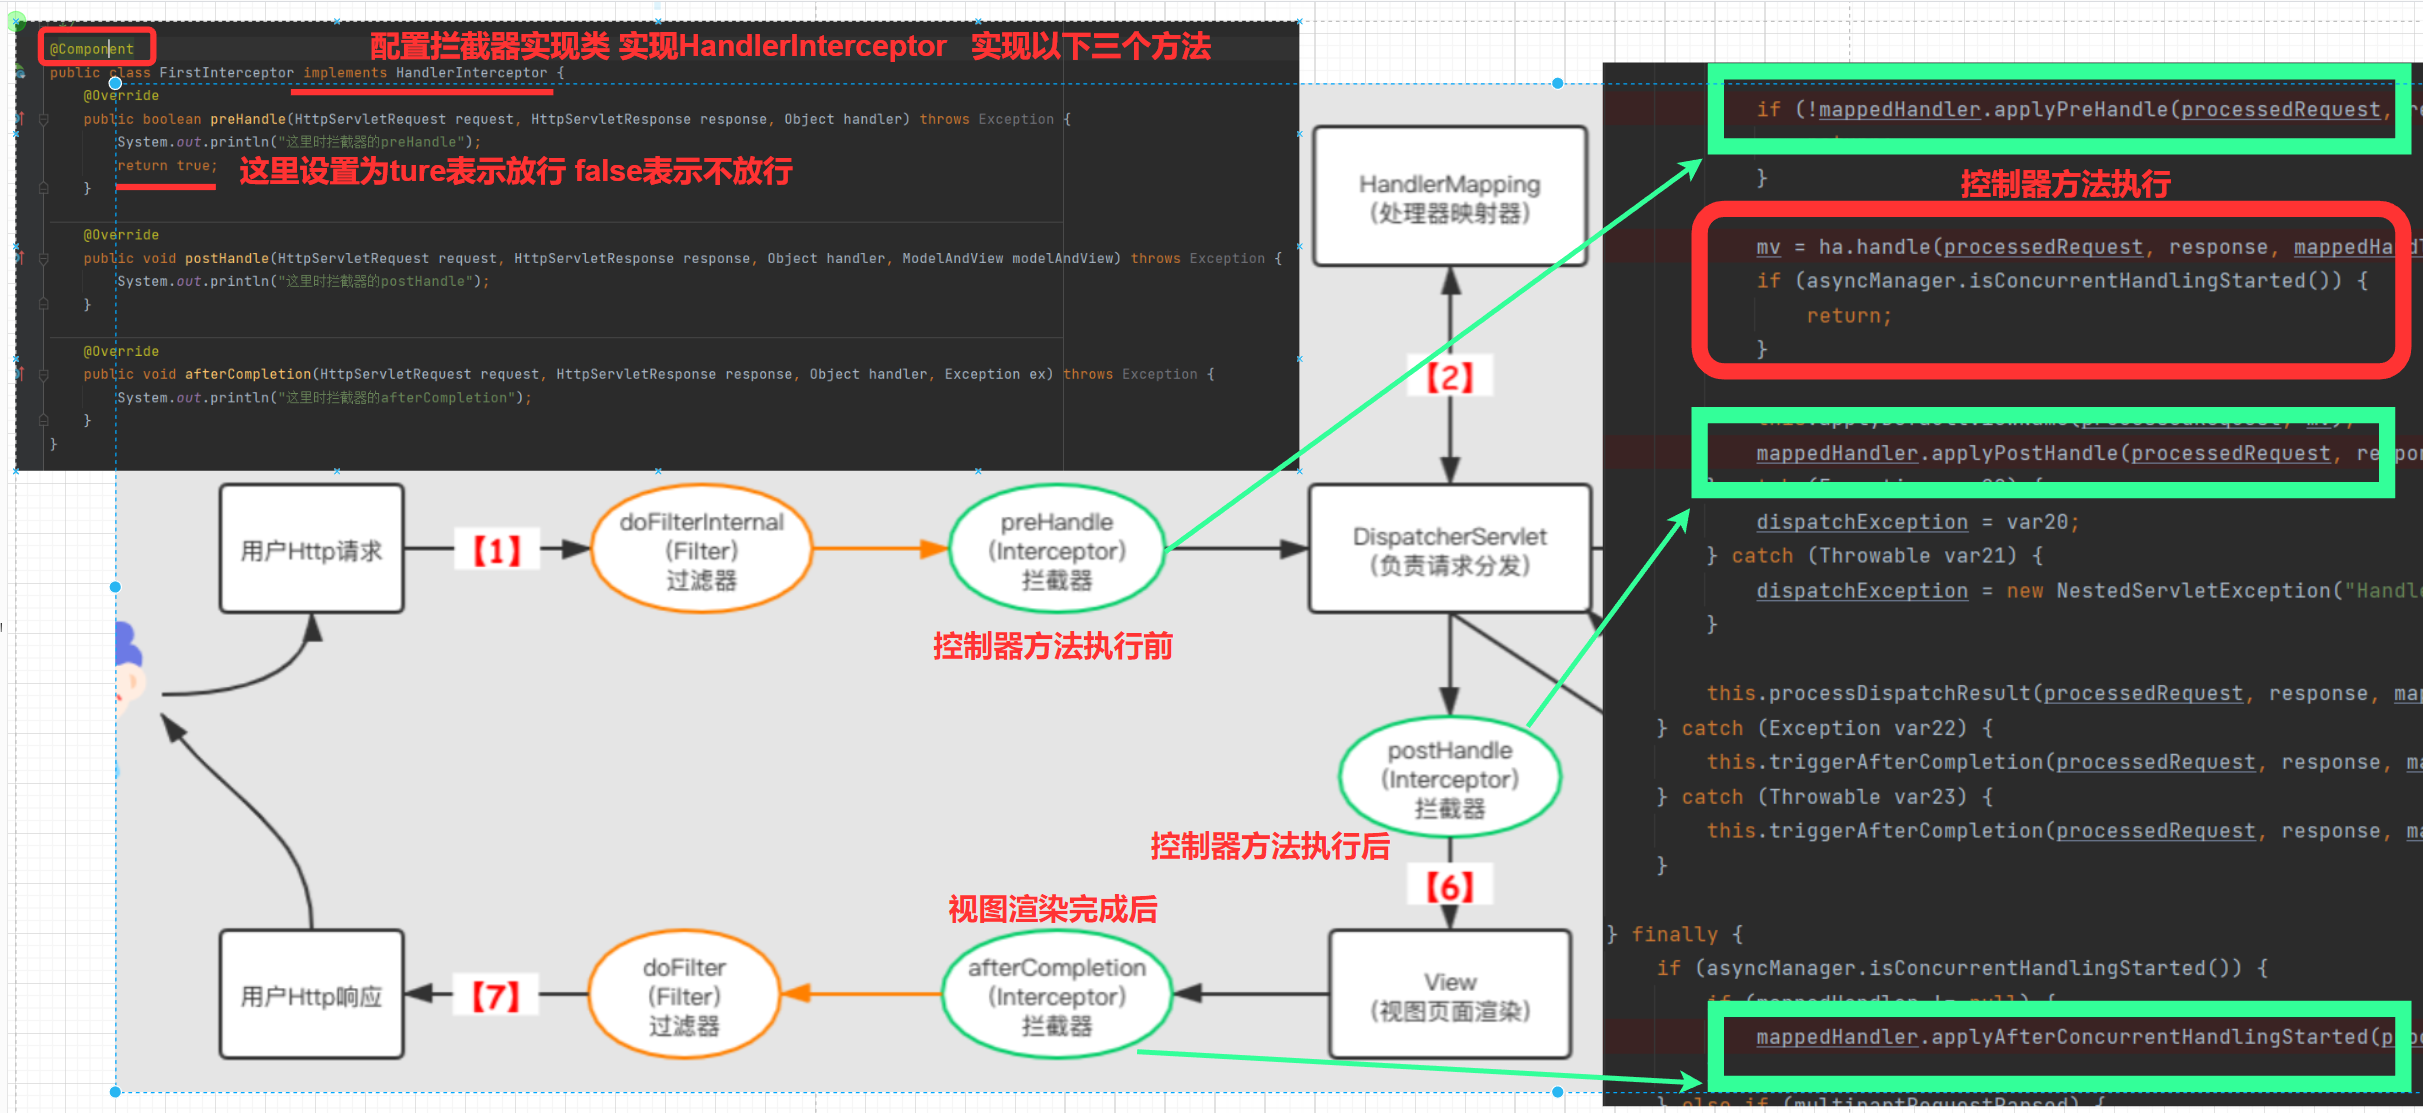 配置拦截器实现类 实现HandlerInterceptor 实现以下三个方法
@Component
public class FirstInterceptor implements HandlerInterceptor {
@Override
public boolean preHandle(HttpServletRequest request, HttpServletResponse response, Object handler) throws Exception {
System.out.println("这里时拦截器的preHandle");
return true;
这里设置为ture表示放行 false表示不放行
}
@Override
public void postHandle(HttpServletRequest request, HttpServletResponse response, Object handler, ModelAndView modelAndView) throws Exception {
System.out.println("这里时拦截器的postHandle");
}
@Override
public void afterCompletion(HttpServletRequest request, HttpServletResponse response, Object handler, Exception ex) throws Exception {
System.out.println("这里时拦截器的afterCompletion");
}
}
HandlerMapping
（处理器映射器）
【2】
用户Http请求
【1】
doFilterInternal
（Filter）
过滤器
preHandle
（Interceptor）
拦截器
控制器方法执行前
DispatcherServlet
（负责请求分发）
postHandle
（Interceptor）
拦截器
控制器方法执行后
【6】
View
（视图页面渲染）
视图渲染完成后
afterCompletion
（Interceptor）
拦截器
doFilter
（Filter）
过滤器
【7】
用户Http响应
if (!mappedHandler.applyPreHandle(processedRequest, re
}
控制器方法执行
mv = ha.handle(processedRequest, response, mappedHandl
if (asyncManager.isConcurrentHandlingStarted()) {
return;
}
mappedHandler.applyPostHandle(processedRequest, respon
dispatchException = var20;
} catch (Throwable var21) {
dispatchException = new NestedServletException("Handle
}
this.processDispatchResult(processedRequest, response, map
} catch (Exception var22) {
this.triggerAfterCompletion(processedRequest, response, ma
} catch (Throwable var23) {
this.triggerAfterCompletion(processedRequest, response, ma
}
} finally {
if (asyncManager.isConcurrentHandlingStarted()) {
if (mappedHandler != null) {
mappedHandler.applyAfterConcurrentHandlingStarted(proc
} else if (multipartRequestParsed) {